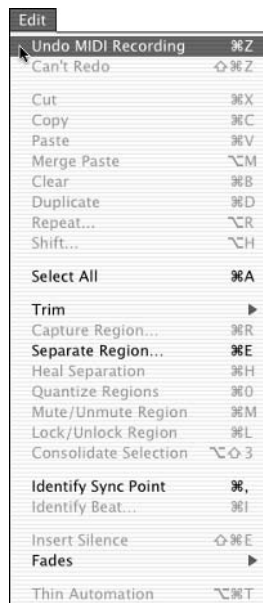 Edit
Undo MIDI Recording ⌘Z
Can't Redo ⇧⌘Z
Cut ⌘X
Copy ⌘C
Paste ⌘V
Merge Paste ⌥M
Clear ⌘B
Duplicate ⌘D
Repeat... ⌥R
Shift... ⌥H
Select All ⌘A
Trim ▶
Capture Region... ⌘R
Separate Region... ⌘E
Heal Separation ⌘H
Quantize Regions ⌘0
Mute/Unmute Region ⌘M
Lock/Unlock Region ⌘L
Consolidate Selection ⌥⇧3
Identify Sync Point ⌘,
Identify Beat... ⌘I
Insert Silence ⇧⌘E
Fades ▶
Thin Automation ⌥⌘T